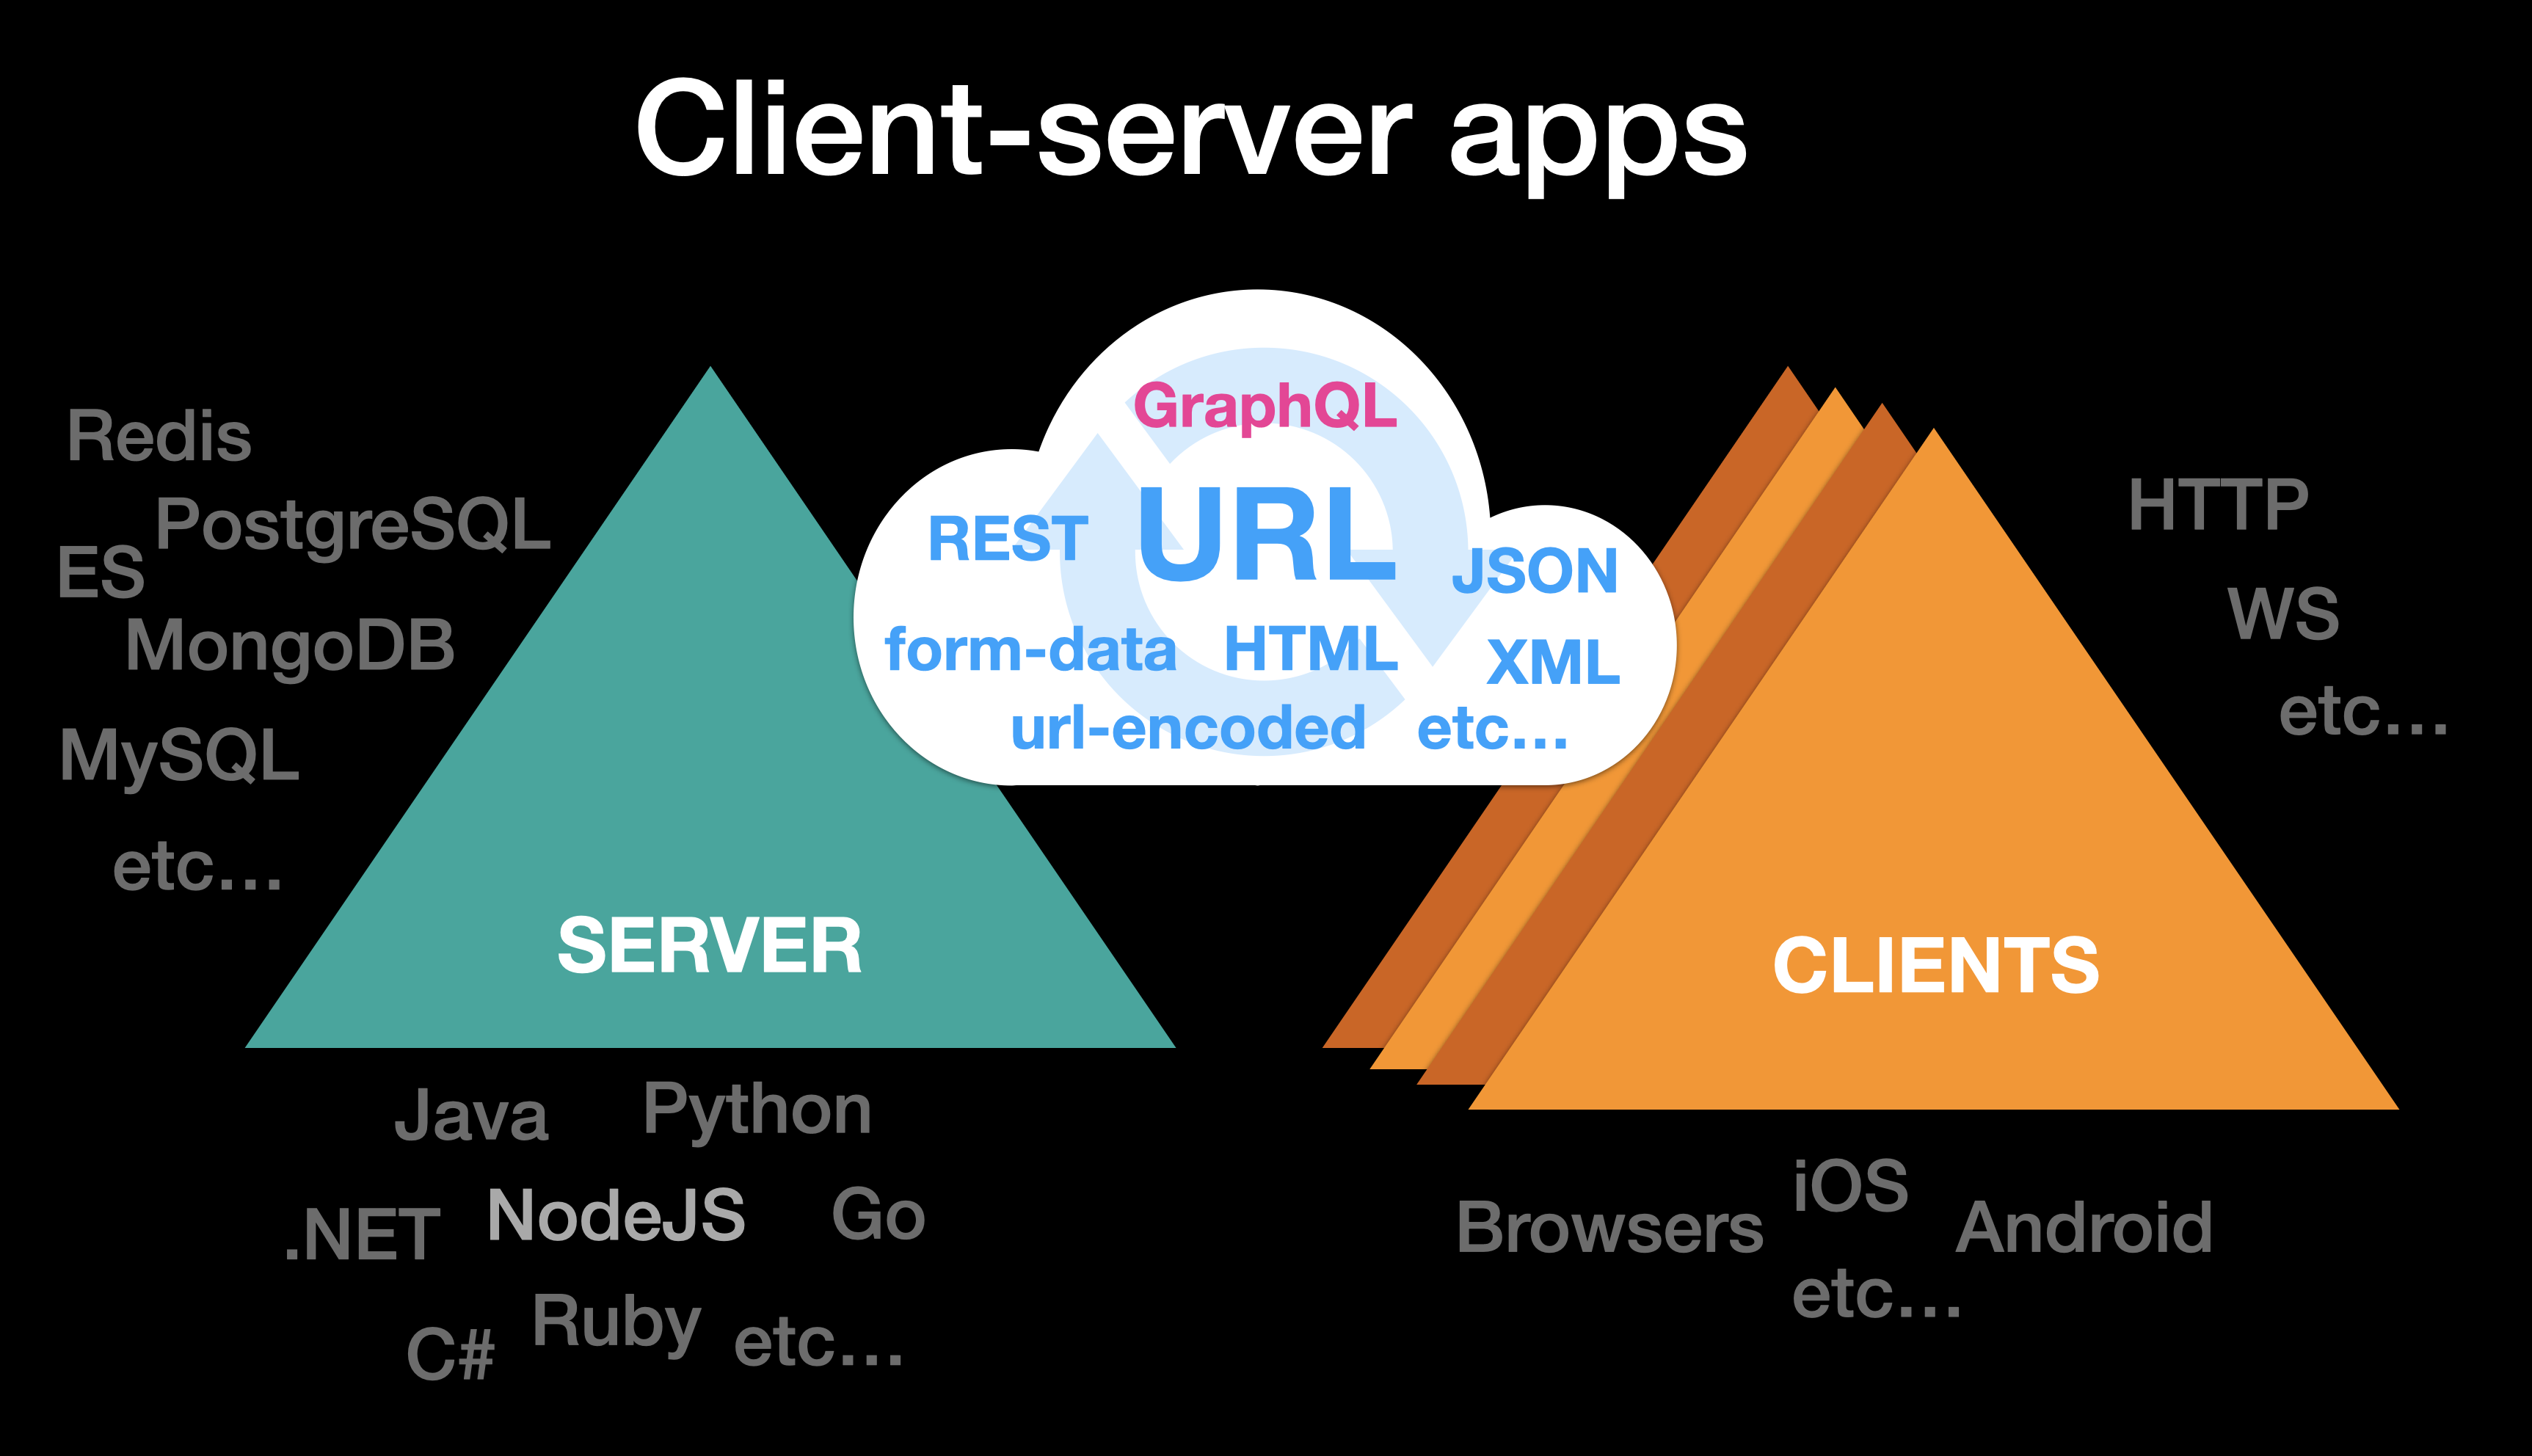 Client-server apps
Redis
PostgreSQL
ES
MongoDB
MySQL
etc…
SERVER
Java
Python
.NET
NodeJS
Go
C#
Ruby
etc…
GraphQL
REST
URL
JSON
form-data
HTML
XML
url-encoded
etc…
CLIENTS
HTTP
WS
etc…
Browsers
iOS
Android
etc…